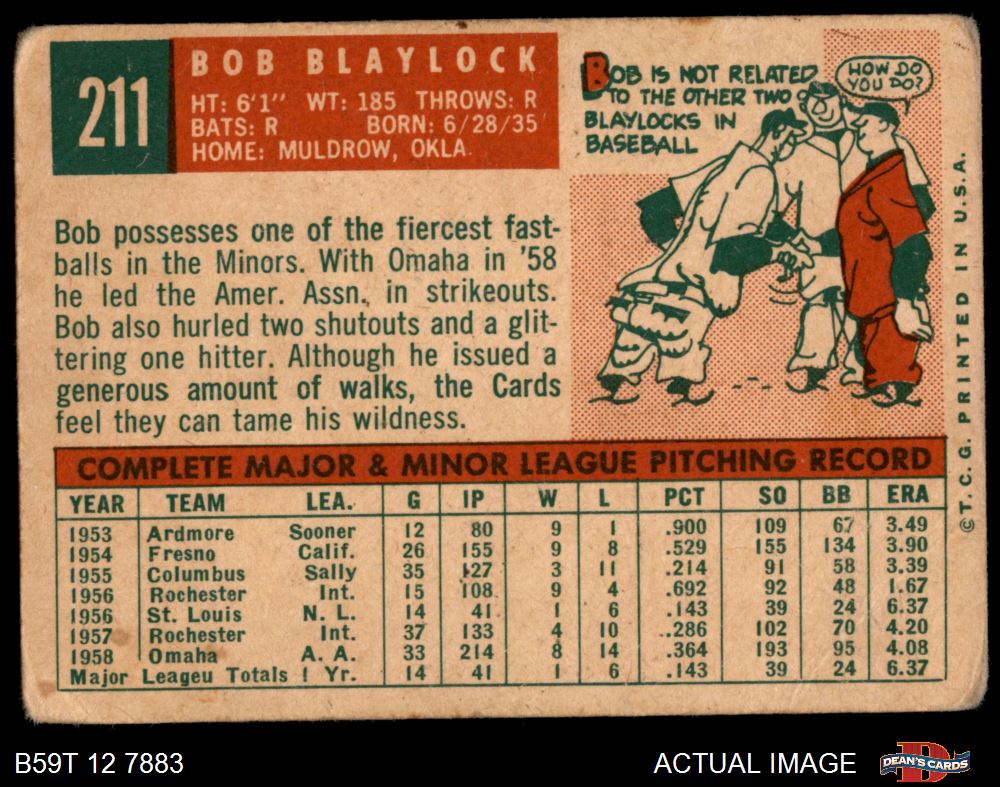 211
BOB BLAYLOCK
HT: 6'1" WT: 185 THROWS: R
BATS: R BORN: 6/28/35
HOME: MULDROW, OKLA.
BOB IS NOT RELATED
TO THE OTHER TWO
BLAYLOCKS IN
BASEBALL
HOW DO
YOU DO?
Bob possesses one of the fiercest fast-
balls in the Minors. With Omaha in '58
he led the Amer. Assn., in strikeouts.
Bob also hurled two shutouts and a glit-
tering one hitter. Although he issued a
generous amount of walks, the Cards
feel they can tame his wildness.
COMPLETE MAJOR & MINOR LEAGUE PITCHING RECORD
YEAR TEAM LEA. G IP W L PCT SO BB ERA
1953 Ardmore Sooner 12 80 9 1 .900 109 67 3.49
1954 Fresno Calif. 26 155 9 8 .529 155 134 3.90
1955 Columbus Sally 35 127 3 11 .214 91 58 3.39
1956 Rochester Int. 15 108 9 4 .692 92 48 1.67
1956 St. Louis N. L. 14 41 1 6 .143 39 24 6.37
1957 Rochester Int. 37 133 4 10 .286 102 70 4.20
1958 Omaha A. A. 33 214 8 14 .364 193 95 4.08
Major Leageu Totals 1 Yr. 14 41 1 6 .143 39 24 6.37
©T. C. G. PRINTED IN U.S.A.
B59T 12 7883
ACTUAL IMAGE
D
DEAN'S CARDS